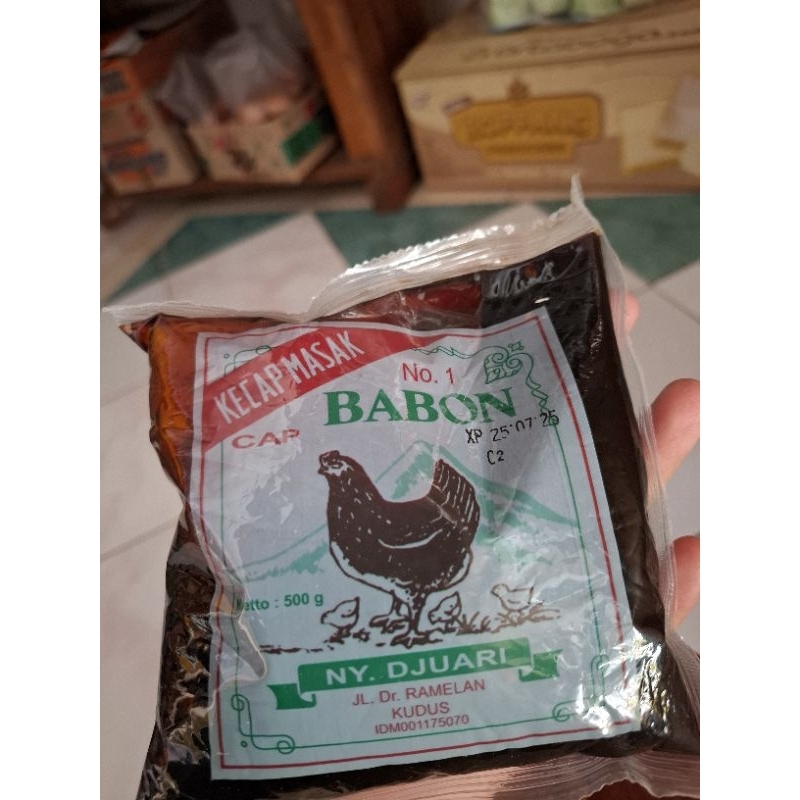 KECAP MASAK
No. 1
BABON
CAP
XP 25 07 25
C2
Netto : 500 g
NY. DJUARI
JL. Dr. RAMELAN
KUDUS
IDM001175070